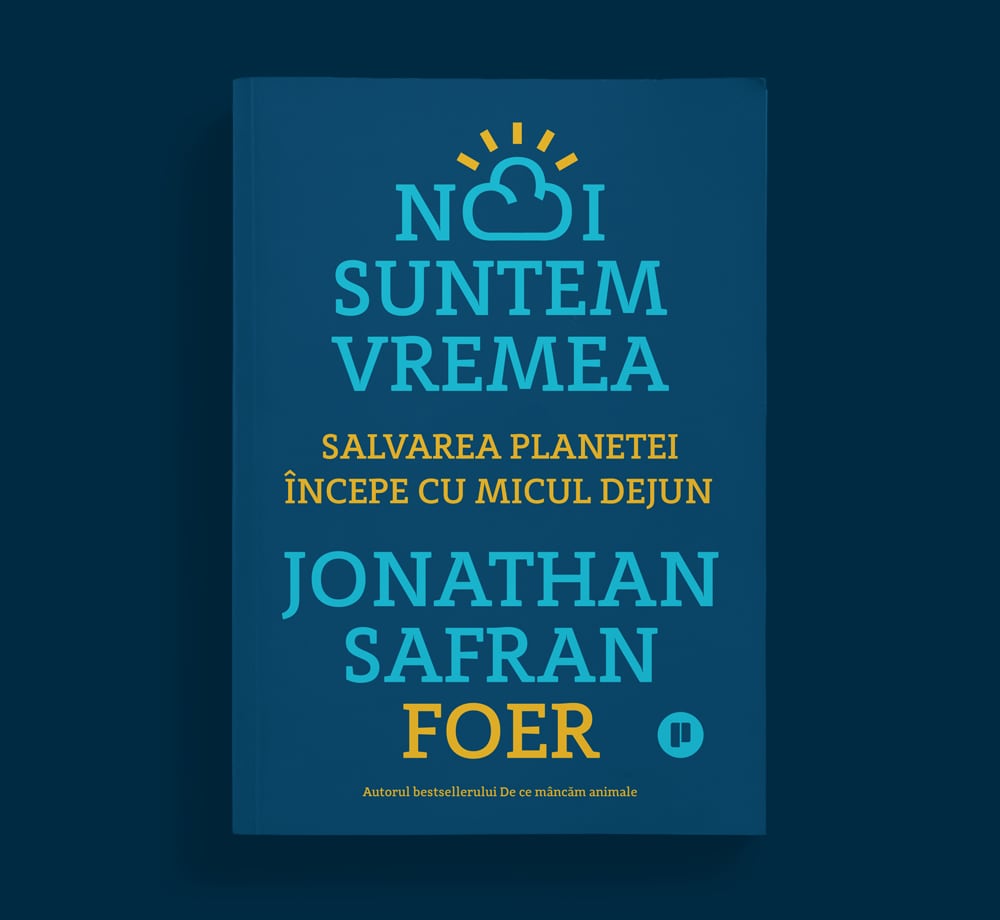 NOI
SUNTEM
VREMEA
SALVAREA PLANETEI
ÎNCEPE CU MICUL DEJUN
JONATHAN
SAFRAN
FOER
Autorul bestsellerului De ce mâncăm animale